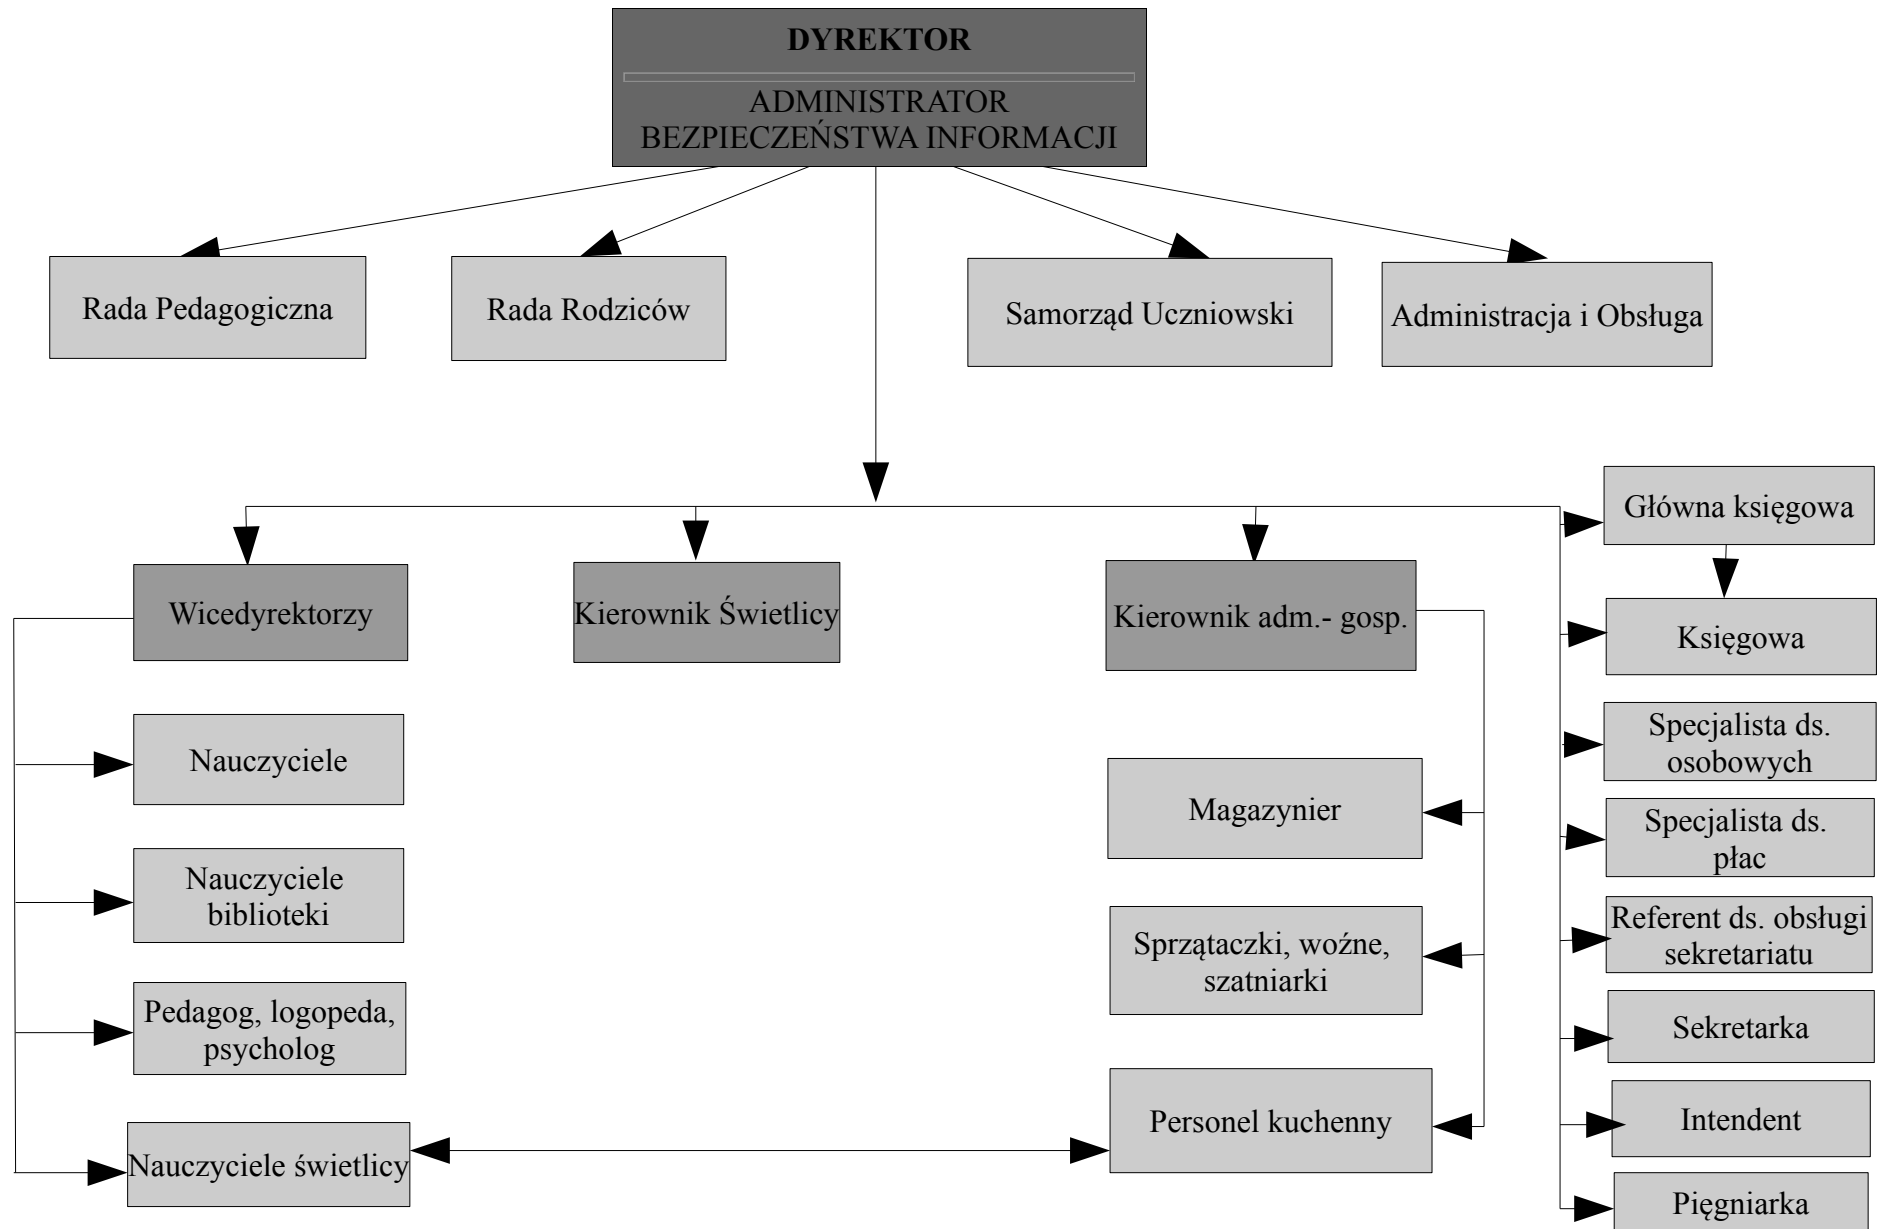 DYREKTOR
ADMINISTRATOR
BEZPIECZEŃSTWA INFORMACJI
Rada Pedagogiczna
Rada Rodziców
Samorząd Uczniowski
Administracja i Obsługa
Wicedyrektorzy
Kierownik Świetlicy
Kierownik adm.- gosp.
Nauczyciele
Nauczyciele
biblioteki
Pedagog, logopeda,
psycholog
Nauczyciele świetlicy
Magazynier
Sprzątaczki, woźne,
szatniarki
Personel kuchenny
Główna księgowa
Księgowa
Specjalista ds.
osobowych
Specjalista ds.
płac
Referent ds. obsługi
sekretariatu
Sekretarka
Intendent
Pięgniarka